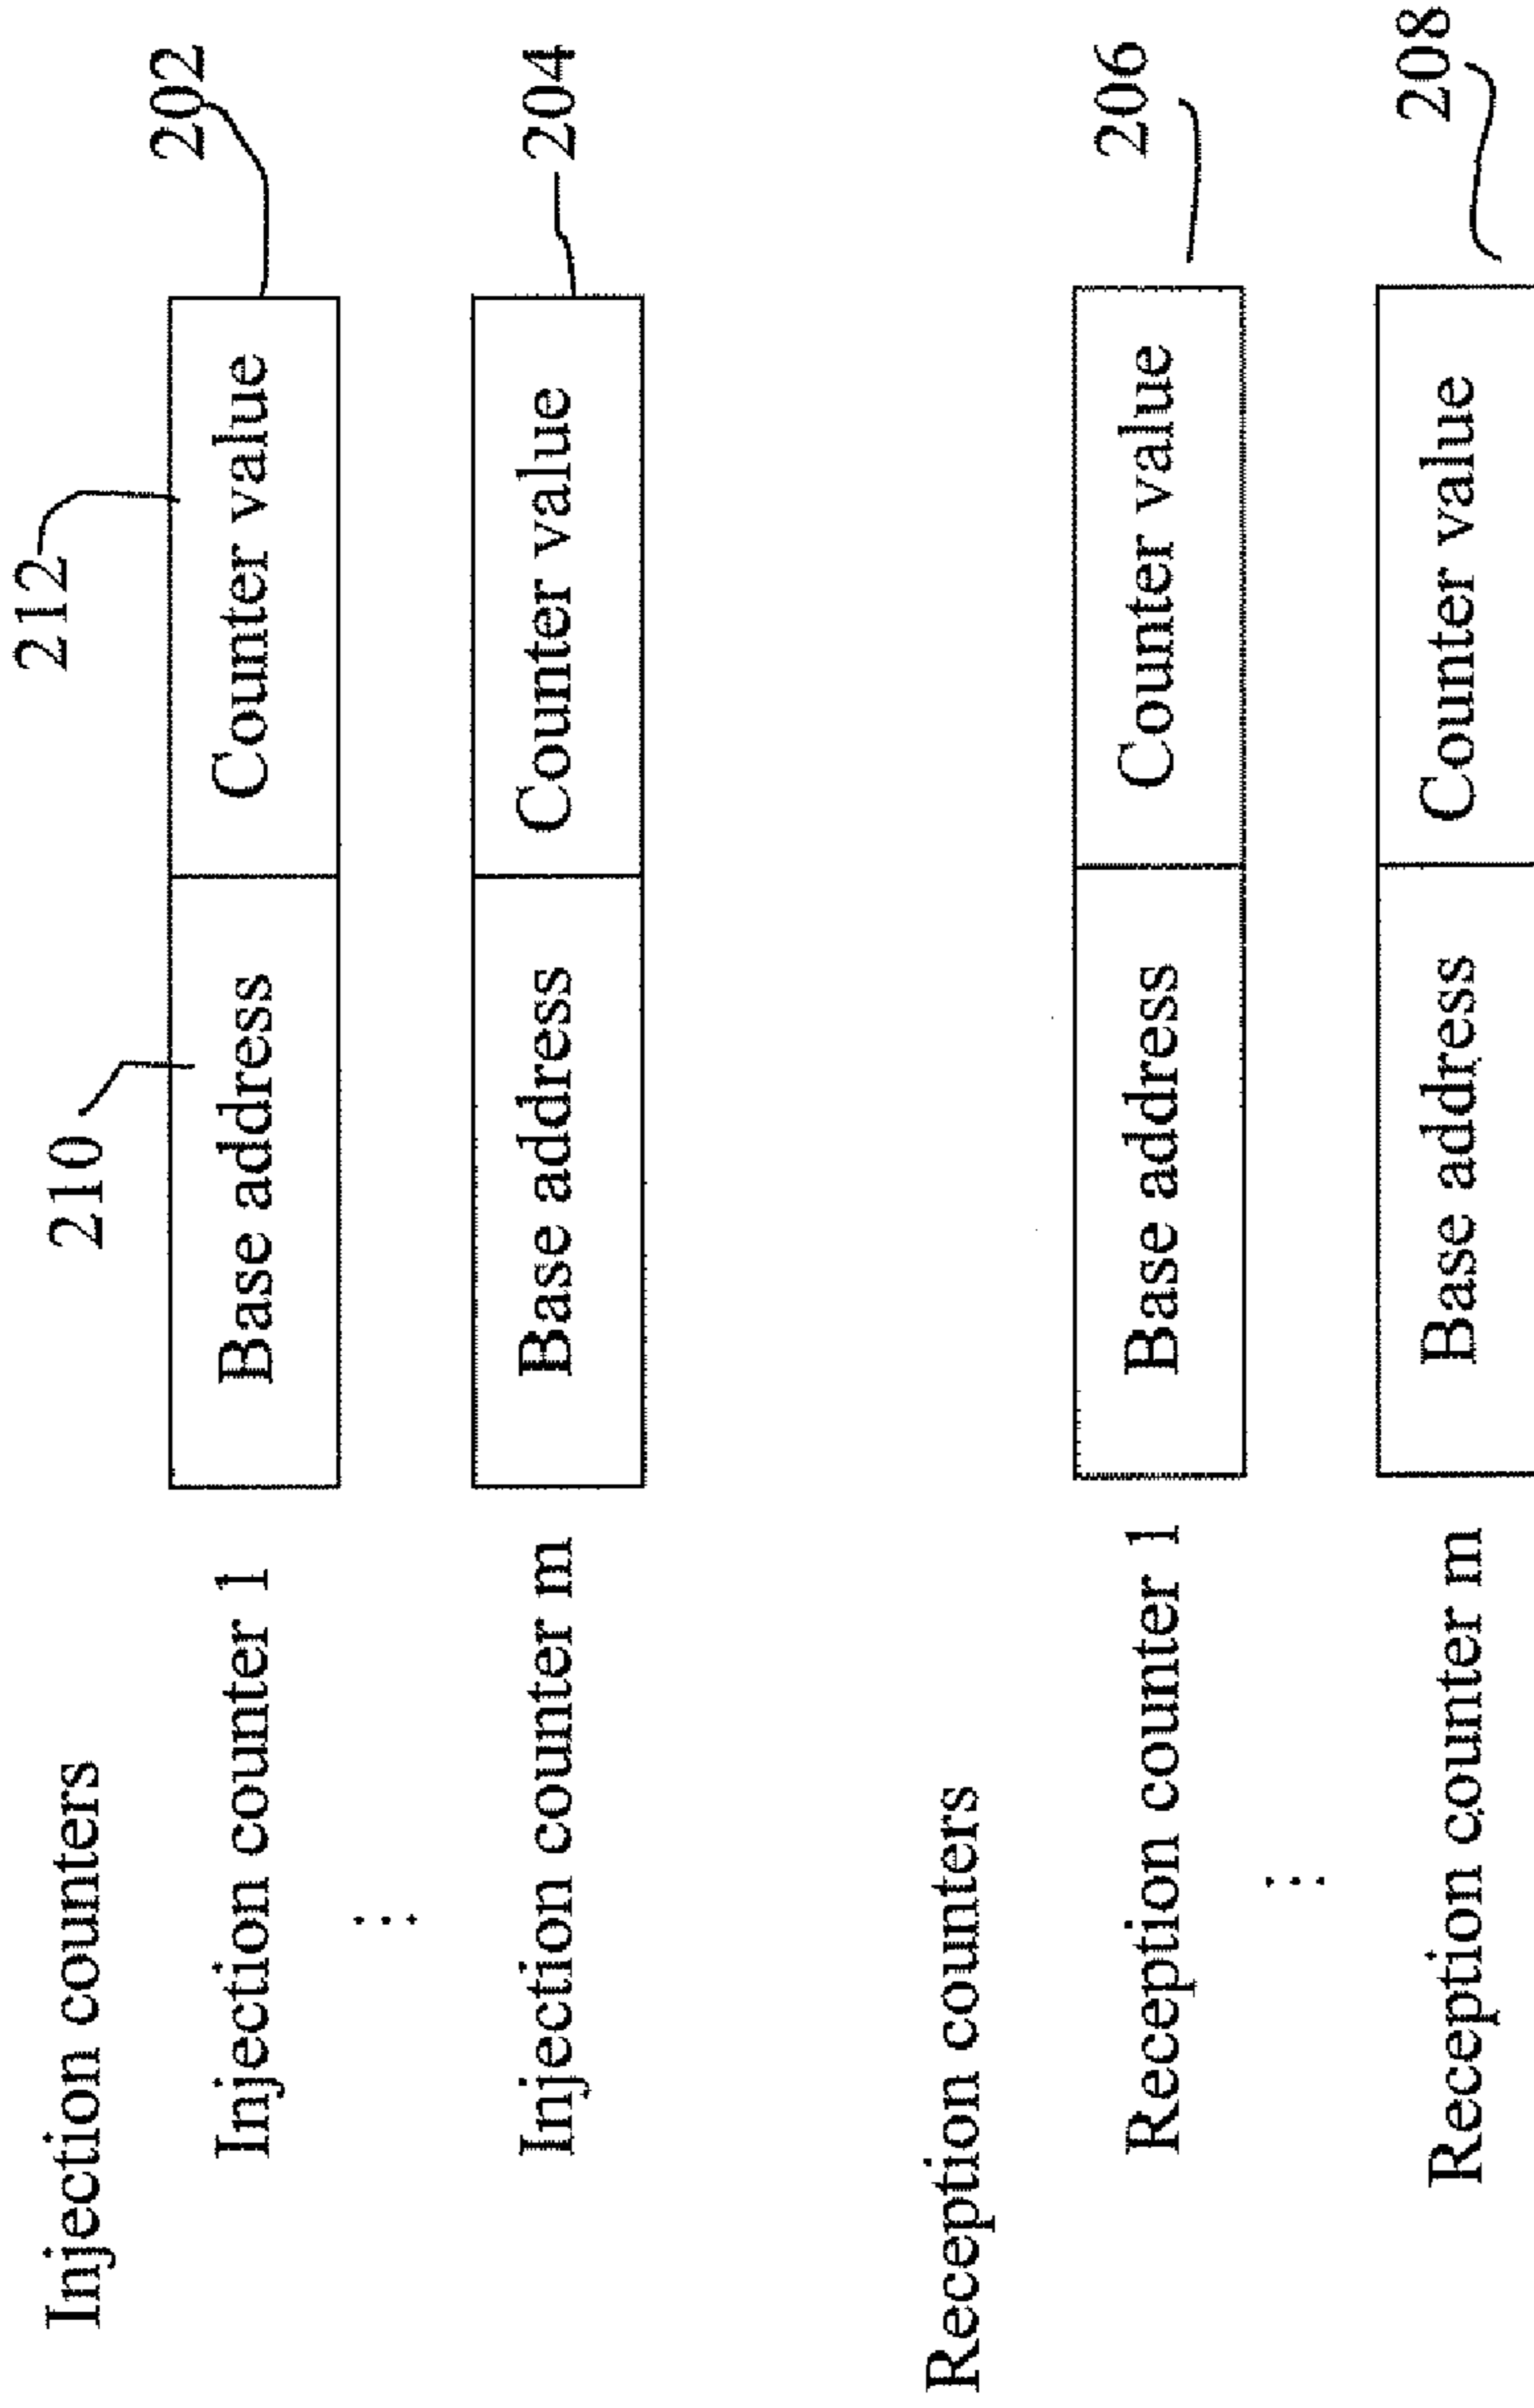 Injection counters
210
212
Injection counter 1 Base address Counter value 202
⋮
Injection counter m Base address Counter value 204
Reception counters
Reception counter 1 Base address Counter value 206
⋮
Reception counter m Base address Counter value 208